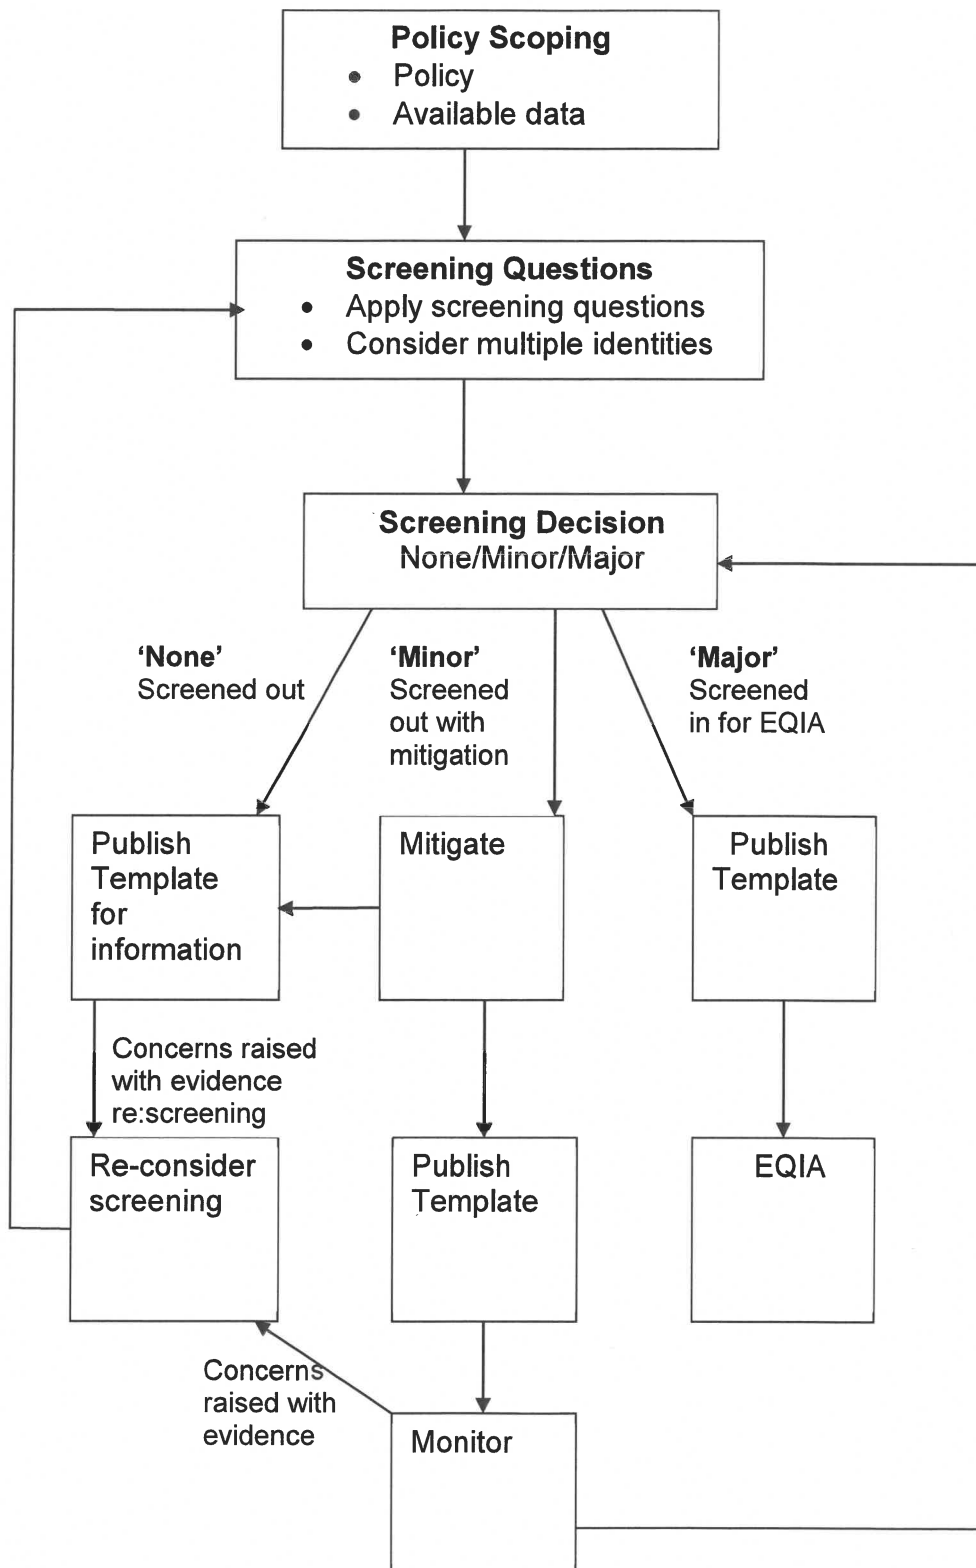 Policy Scoping
• Policy
• Available data
Screening Questions
• Apply screening questions
• Consider multiple identities
Screening Decision
None/Minor/Major
‘None’
Screened out
‘Minor’
Screened
out with
mitigation
‘Major’
Screened
in for EQIA
Publish
Template
for
information
Mitigate
Publish
Template
Concerns raised
with evidence
re:screening
Re-consider
screening
Publish
Template
EQIA
Concerns
raised with
evidence
Monitor